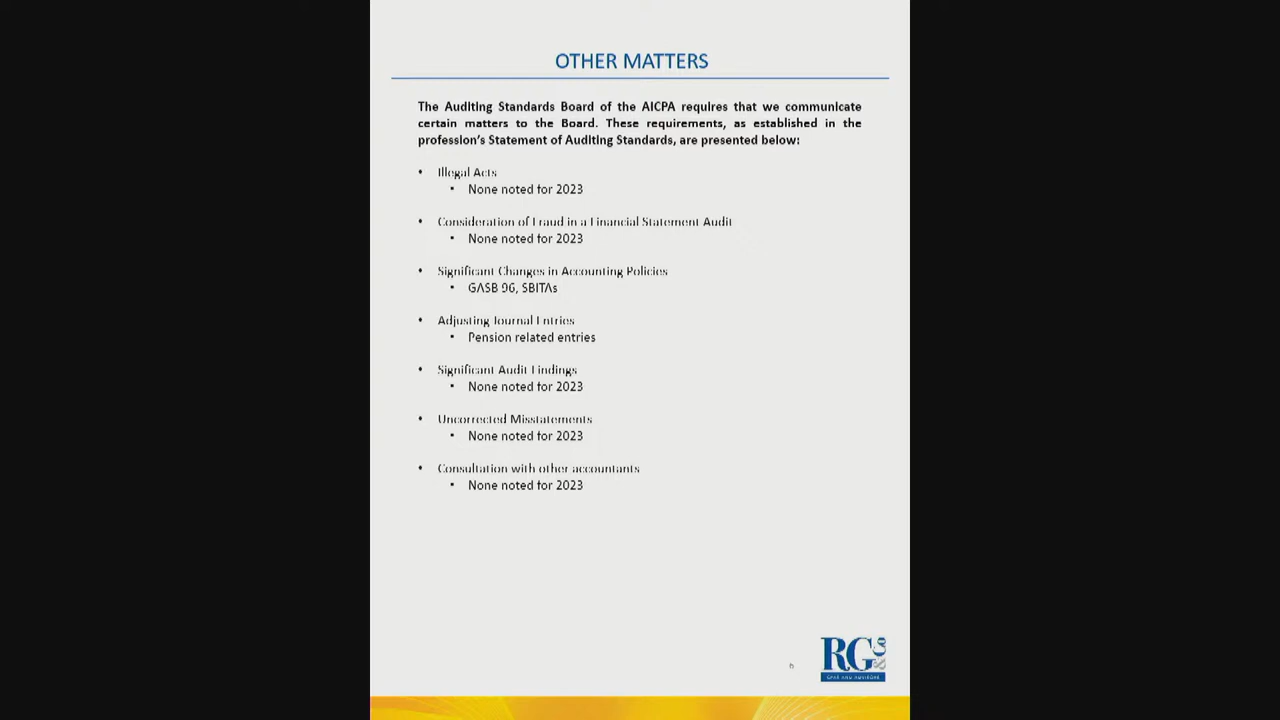 OTHER MATTERS
The Auditing Standards Board of the AICPA requires that we communicate
certain matters to the Board. These requirements, as established in the
profession's Statement of Auditing Standards, are presented below:
• Illegal Acts
• None noted for 2023
• Consideration of Fraud in a Financial Statement Audit
• None noted for 2023
• Significant Changes in Accounting Policies
• GASB 96, SBITAs
• Adjusting Journal Entries
• Pension related entries
• Significant Audit Findings
• None noted for 2023
• Uncorrected Misstatements
• None noted for 2023
• Consultation with other accountants
• None noted for 2023
RG & Co
CPAS AND ADVISORS